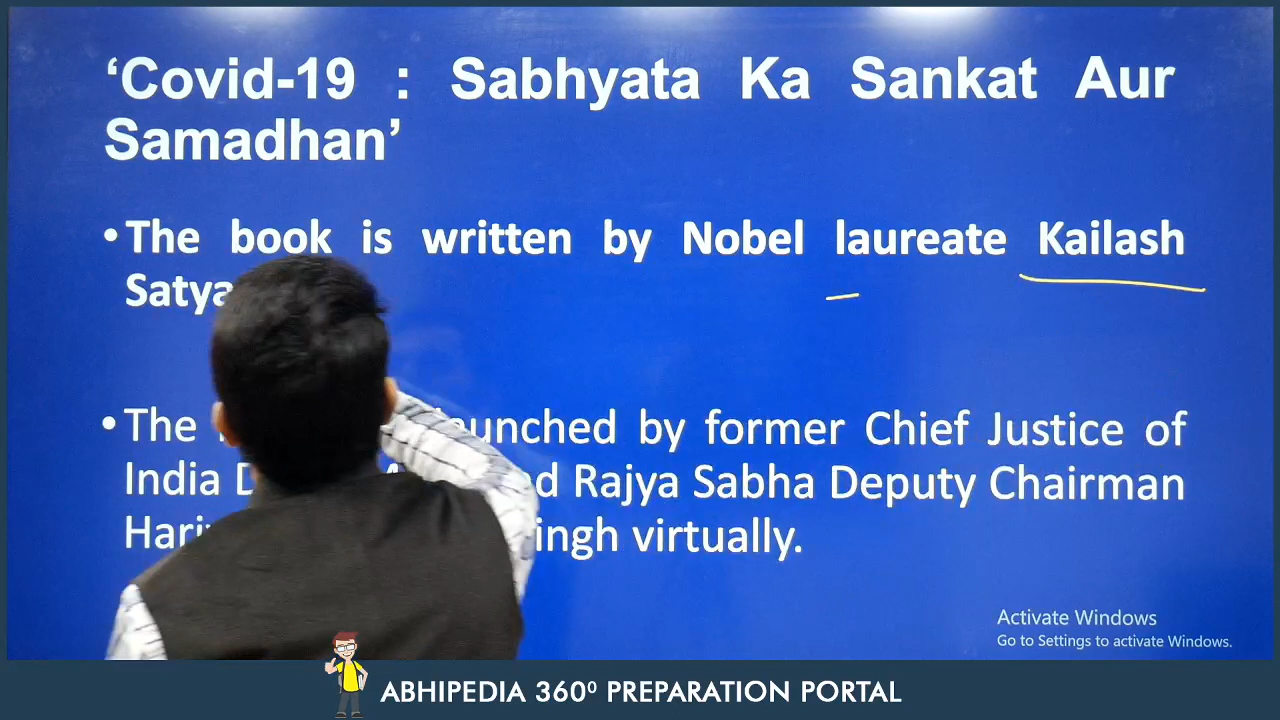 ‘Covid-19 : Sabhyata Ka Sankat Aur
Samadhan’
• The book is written by Nobel laureate Kailash
Satya
• The launched by former Chief Justice of
India Rajya Sabha Deputy Chairman
virtually.
Activate Windows
Go to Settings to activate Windows.
ABHIPEDIA 360⁰ PREPARATION PORTAL